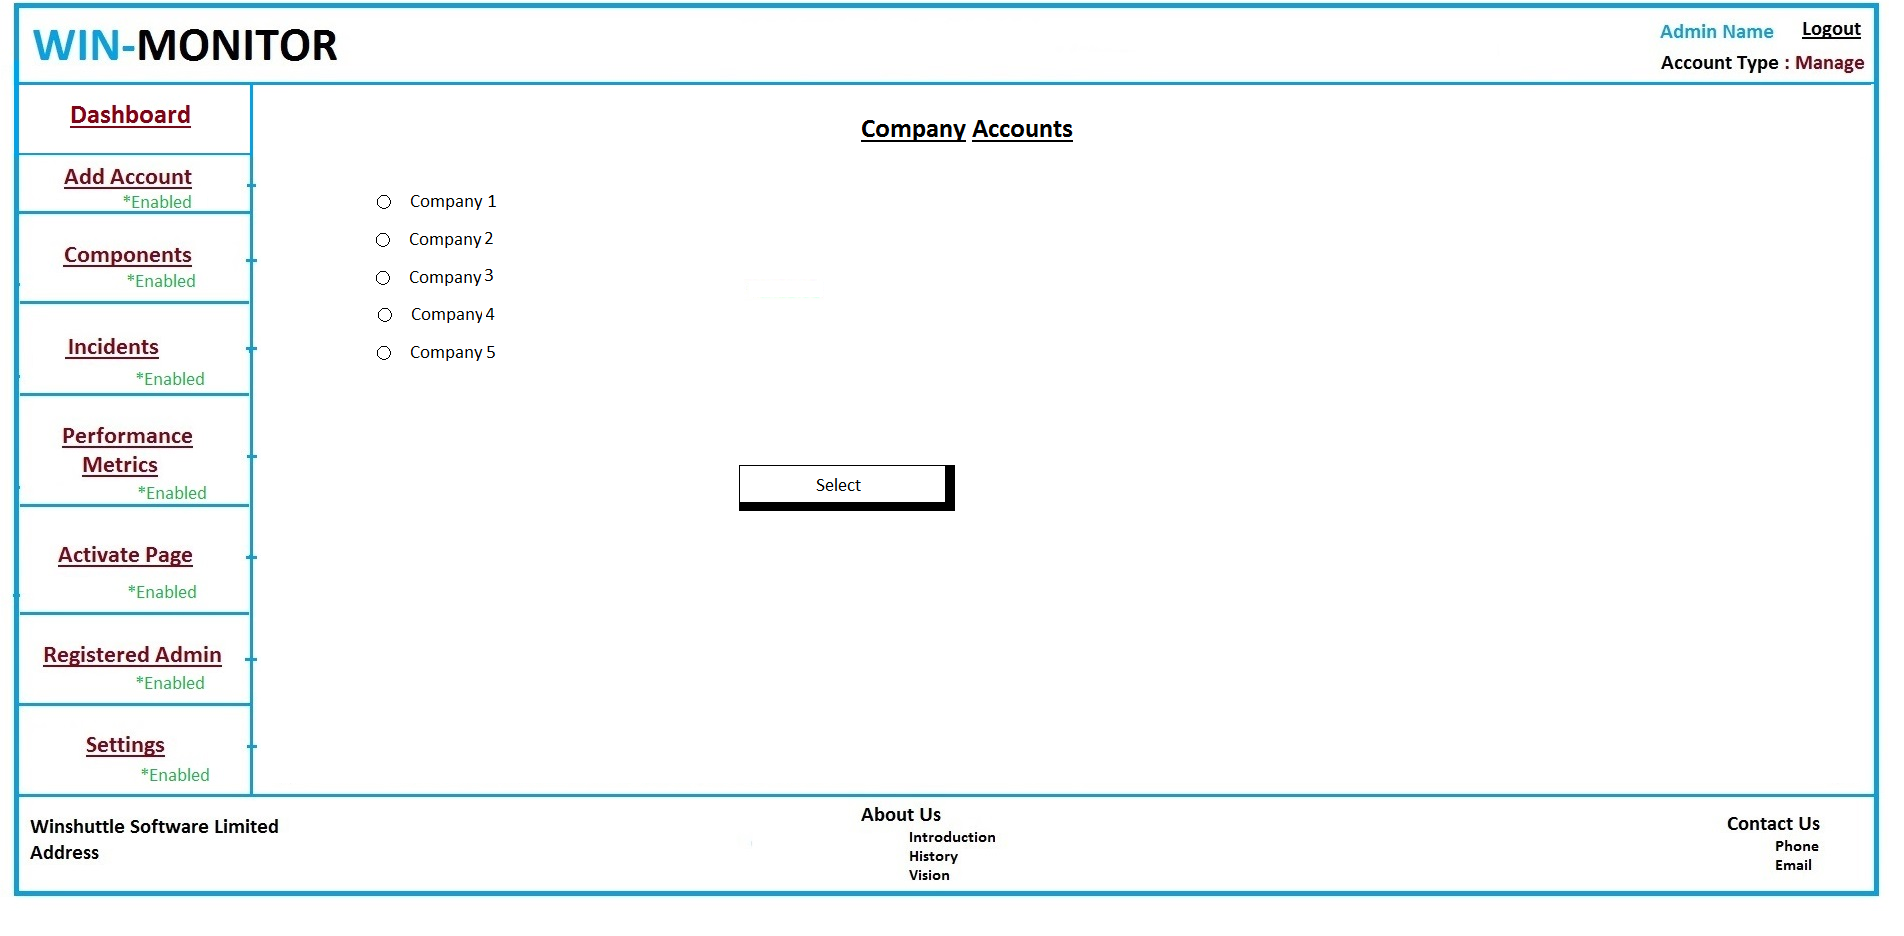 WIN-MONITOR
Admin Name Logout
Account Type : Manage
Dashboard
Add Account
*Enabled
Components
*Enabled
Incidents
*Enabled
Performance
Metrics
*Enabled
Activate Page
*Enabled
Registered Admin
*Enabled
Settings
*Enabled
Company Accounts
Company 1
Company 2
Company 3
Company 4
Company 5
Select
Winshuttle Software Limited
Address
About Us
Introduction
History
Vision
Contact Us
Phone
Email